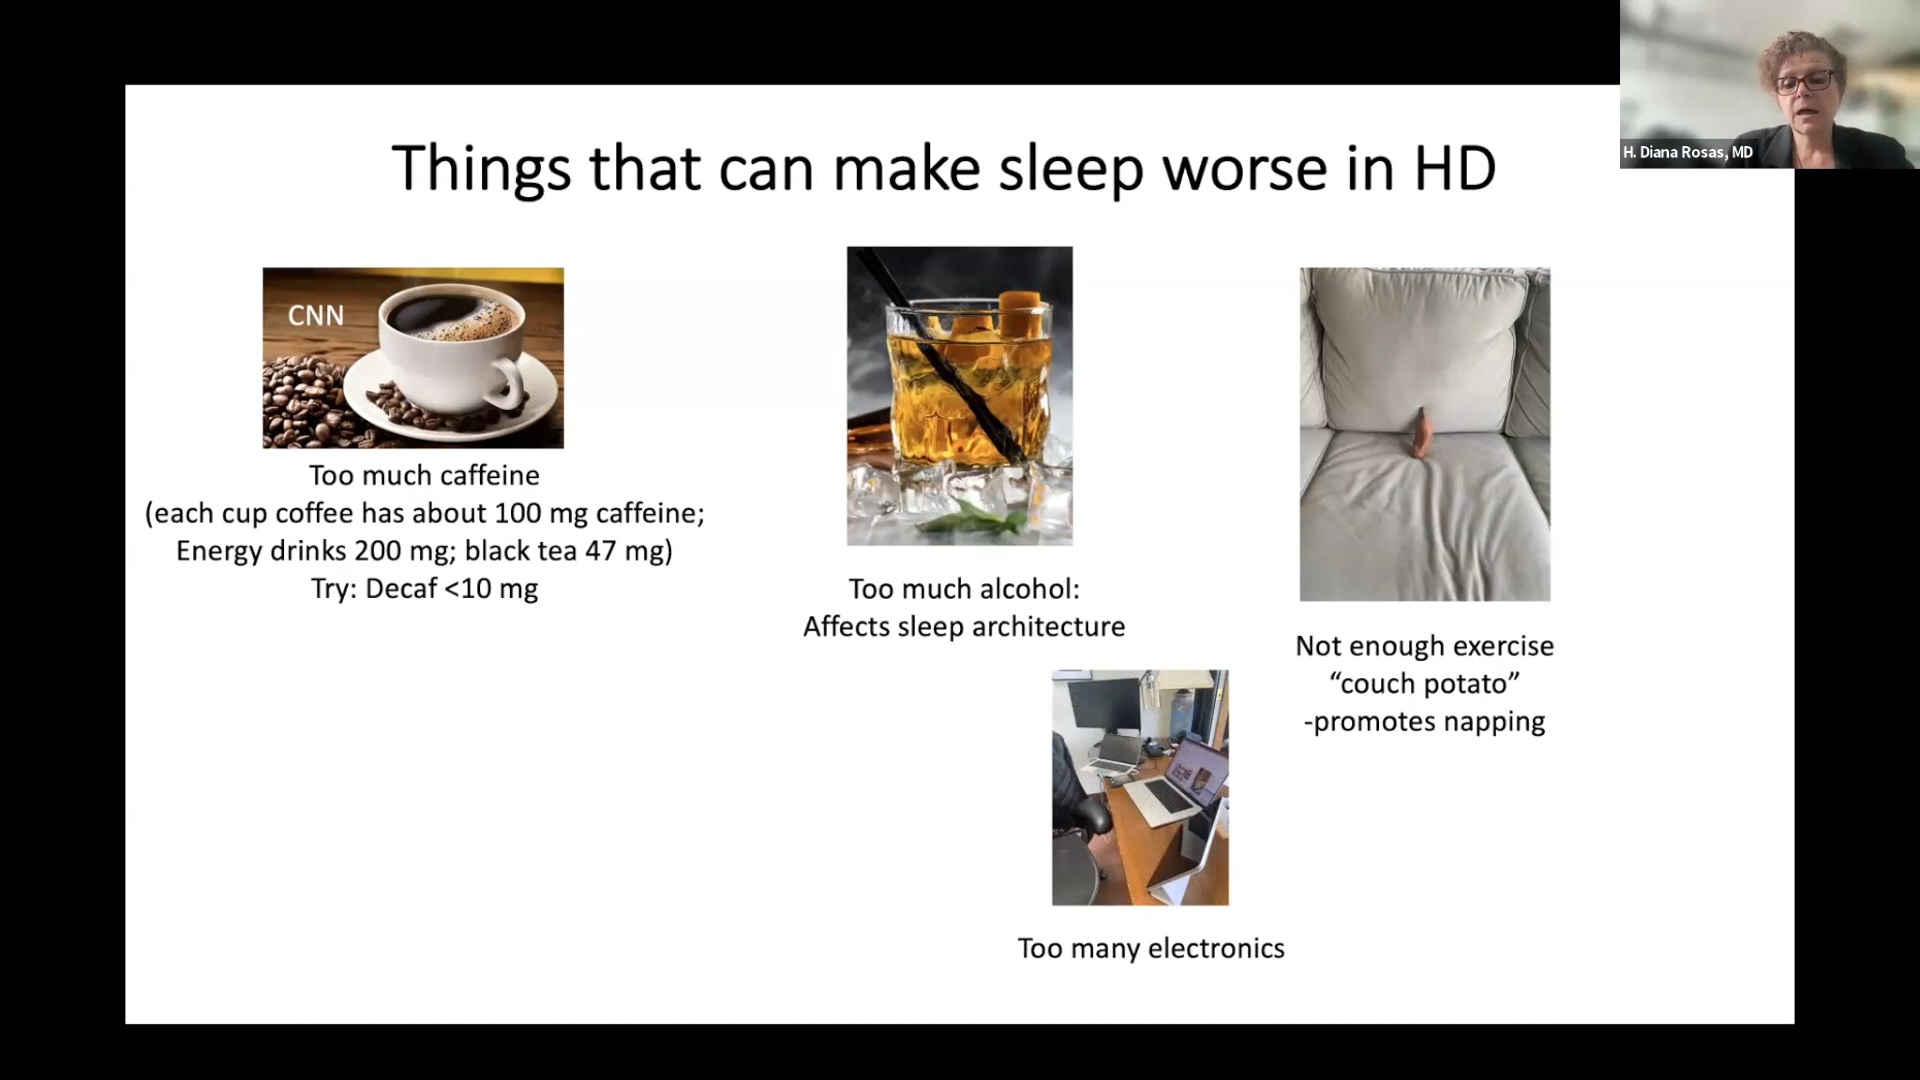 H. Diana Rosas, MD
Things that can make sleep worse in HD
CNN
Too much caffeine
(each cup coffee has about 100 mg caffeine;
Energy drinks 200 mg; black tea 47 mg)
Try: Decaf <10 mg
Too much alcohol:
Affects sleep architecture
Not enough exercise
“couch potato”
-promotes napping
Too many electronics